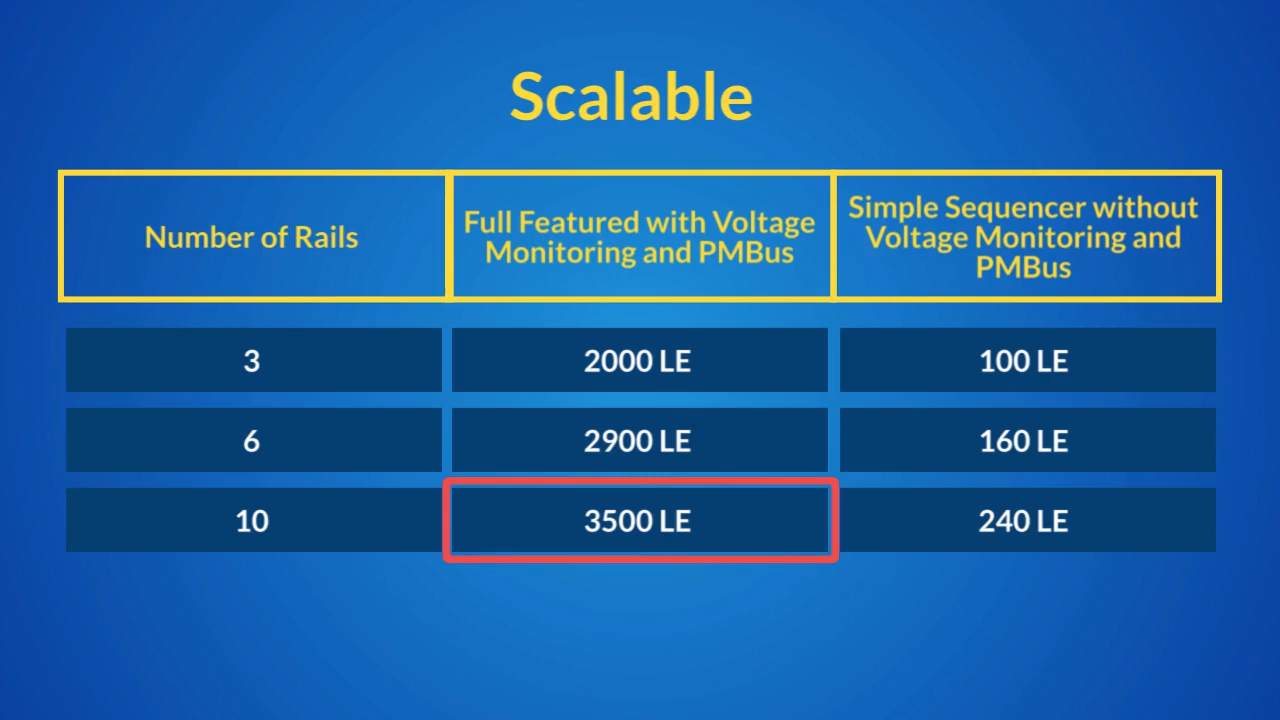 Scalable
Number of Rails
Full Featured with Voltage
Monitoring and PMBus
Simple Sequencer without
Voltage Monitoring and
PMBus
3
2000 LE
100 LE
6
2900 LE
160 LE
10
3500 LE
240 LE